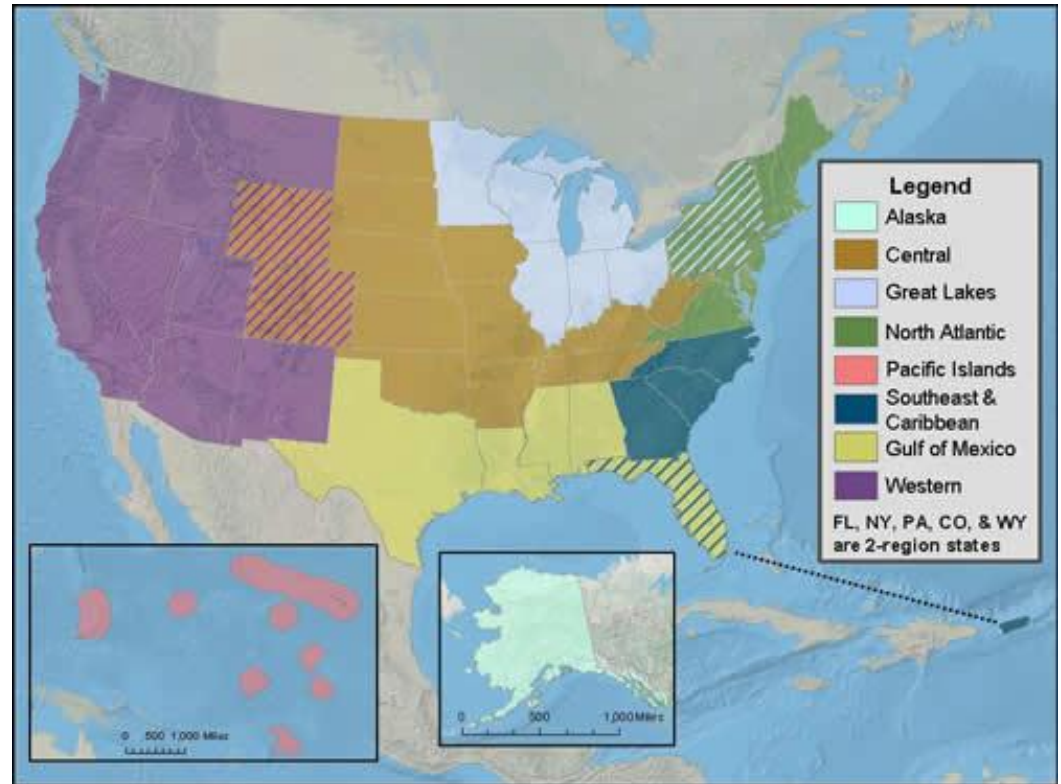 Legend
Alaska
Central
Great Lakes
North Atlantic
Pacific Islands
Southeast &
Caribbean
Gulf of Mexico
Western
FL, NY, PA, CO, & WY
are 2-region states
0 500 1,000 Miles
0 500 1,000 Miles